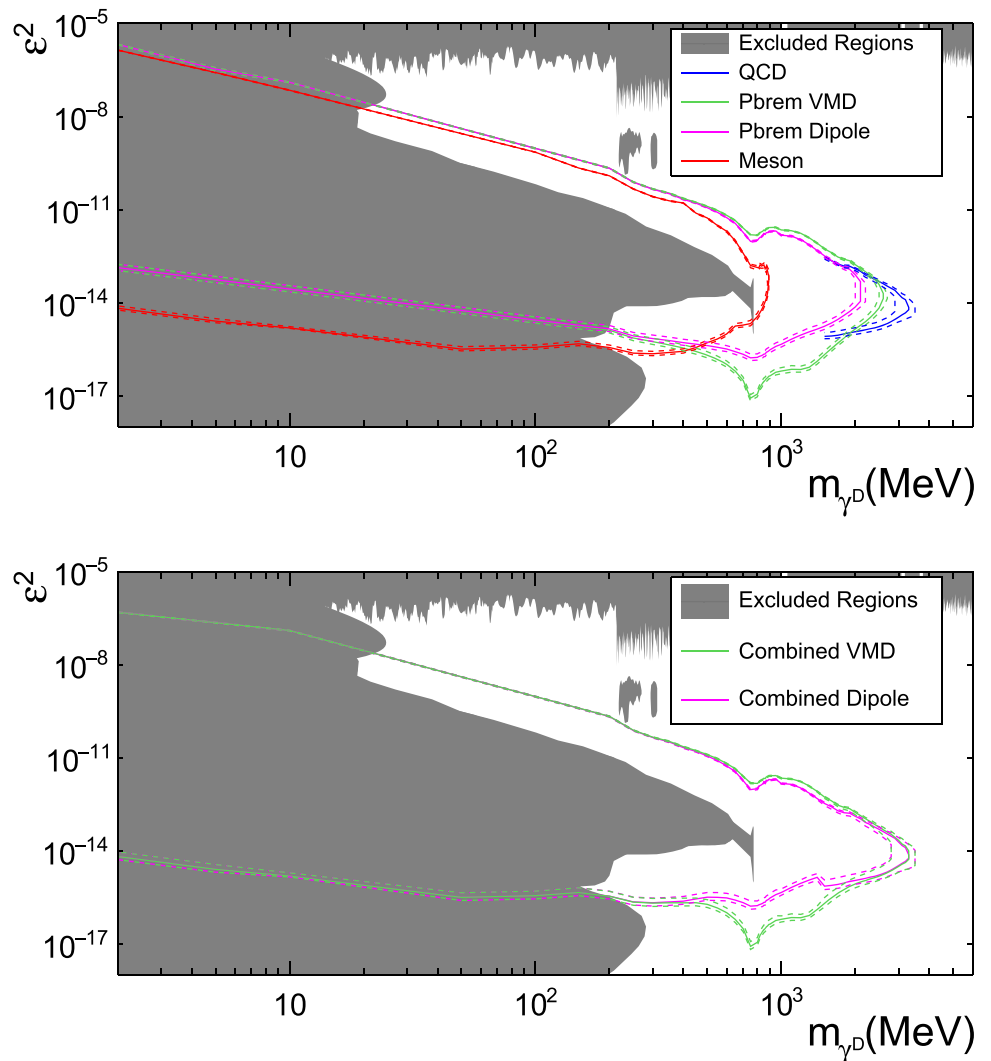 ε²
10⁻⁵
10⁻⁸
10⁻¹¹
10⁻¹⁴
10⁻¹⁷
Excluded Regions
QCD
Pbrem VMD
Pbrem Dipole
Meson
10 10² 10³
m_γᴰ(MeV)
ε²
10⁻⁵
10⁻⁸
10⁻¹¹
10⁻¹⁴
10⁻¹⁷
Excluded Regions
Combined VMD
Combined Dipole
10 10² 10³
m_γᴰ(MeV)